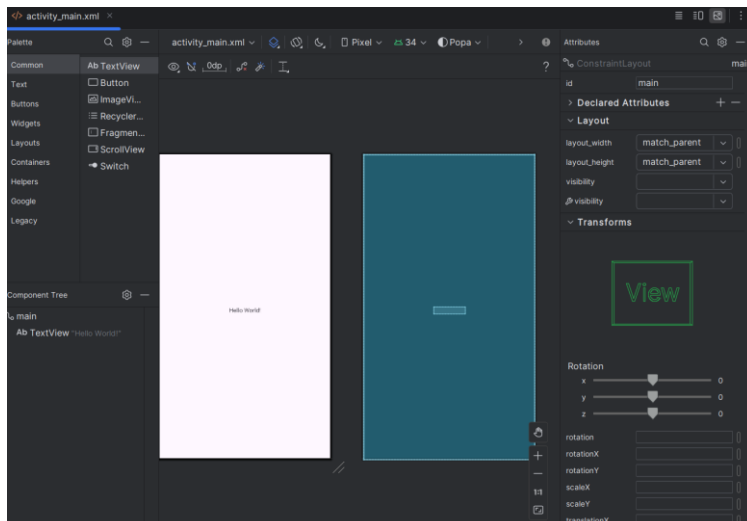 activity_main.xml
Palette
Common
Text
Buttons
Widgets
Layouts
Containers
Helpers
Google
Legacy
Ab TextView
Button
ImageVi...
Recycler...
Fragmen...
ScrollView
Switch
Component Tree
main
Ab TextView "Hello World!"
activity_main.xml
Pixel
34
Popa
0dp
?
Hello World!
1:1
Attributes
ConstraintLayout
mai
id
main
Declared Attributes
Layout
layout_width
match_parent
layout_height
match_parent
visibility
visibility
Transforms
View
Rotation
x
0
y
0
z
0
rotation
rotationX
rotationY
scaleX
scaleY
translationX